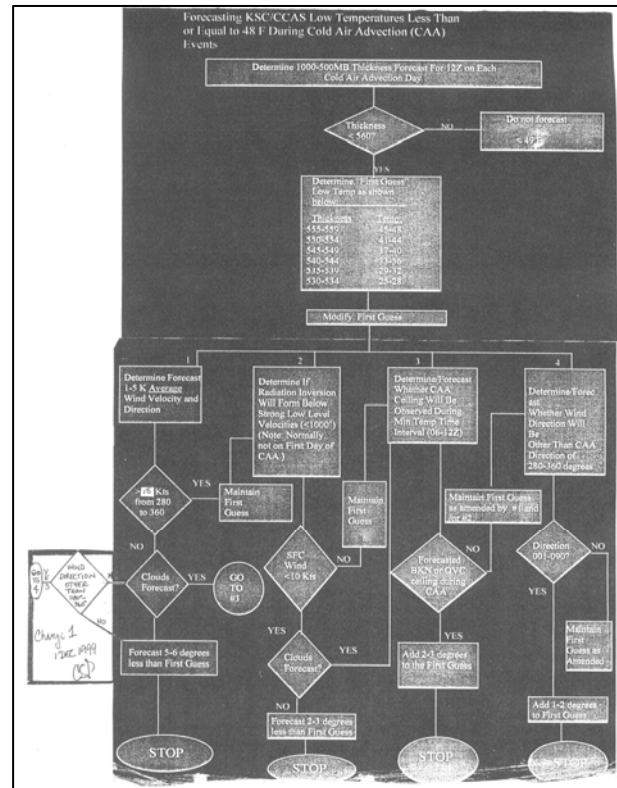 Forecasting KSC/CCAS Low Temperatures Less Than
or Equal to 48 F During Cold Air Advection (CAA)
Events
Determine 1000-500MB Thickness Forecast For 12Z on Each
Cold Air Advection Day
Thickness
< 560?
NO
Do not forecast
YES
Determine "First Guess"
Low Temp as shown
below
Thickness Temp
555-559 45-48
550-554 41-44
545-549 37-40
540-544 33-36
535-539 29-32
530-534 25-28
Modify First Guess
1
Determine Forecast
1-5 K Average
Wind Velocity and
Direction
Kts
from 280
to 360
YES
Maintain
First
Guess
NO
Clouds Forecast?
YES
GO
TO
#3
WIND
DIRECTION
OTHER
THAN
NO
YES
Change 1
1999
Forecast 5-6 degrees
less than First Guess
STOP
2
Determine If
Radiation Inversion
Will Form Below
Strong Low Level
Velocities (<1000')
(Note: Normally
not on First Day of
CAA.)
SFC
Wind
<10 Kts
NO
Maintain
First
Guess
YES
Clouds Forecast?
YES
NO
Forecast 2-3 degrees
less than First Guess
STOP
3
Determine/Forecast
Whether CAA
Ceiling Will Be
Observed During
Min Temp Time
Interval (06-12Z)
Forecasted
BKN or OVC
ceiling during
CAA
NO
Maintain First Guess
as amended by #1 and/
or #2
YES
Add 2-3 degrees
to the First Guess
STOP
4
Determine/Forec
ast
Whether Wind
Direction Will
Be
Other Than CAA
Direction of
280-360 degrees
Direction
001-090?
NO
Maintain
First
Guess as
Amended
YES
Add 1-2 degrees
to First Guess
STOP